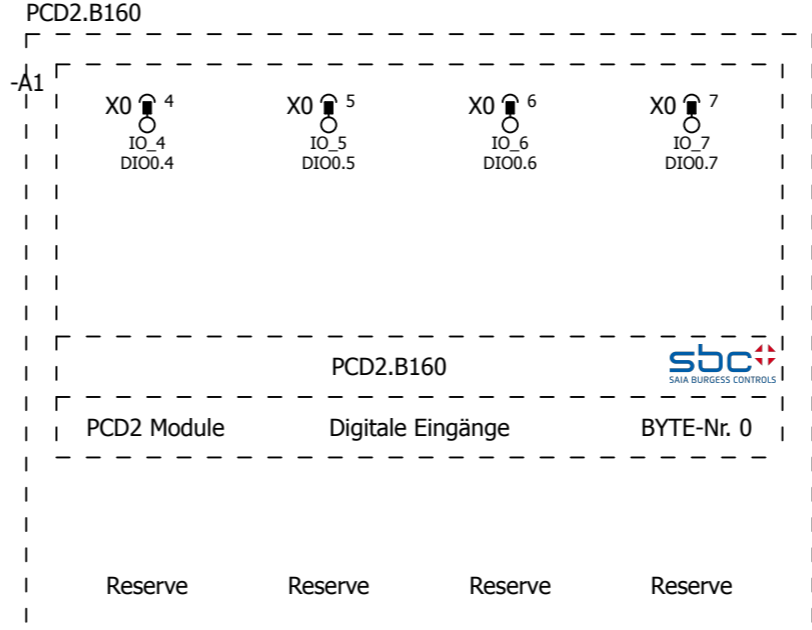 PCD2.B160
-A1
X0 4 X0 5 X0 6 X0 7
IO_4 IO_5 IO_6 IO_7
DIO0.4 DIO0.5 DIO0.6 DIO0.7
PCD2.B160
sbc
SAIA BURGESS CONTROLS
PCD2 Module Digitale Eingänge BYTE-Nr. 0
Reserve Reserve Reserve Reserve